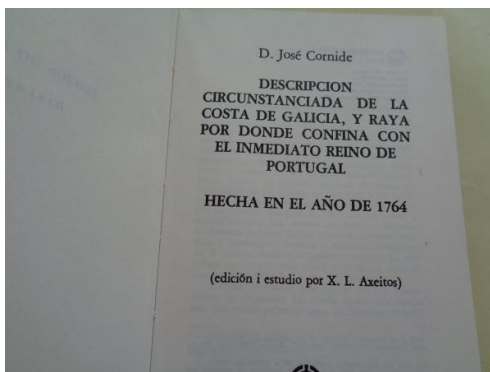 D. José Cornide
DESCRIPCION
CIRCUNSTANCIADA DE LA
COSTA DE GALICIA, Y RAYA
POR DONDE CONFINA CON
EL INMEDIATO REINO DE
PORTUGAL
HECHA EN EL AÑO DE 1764
(edición i estudio por X. L. Axeitos)